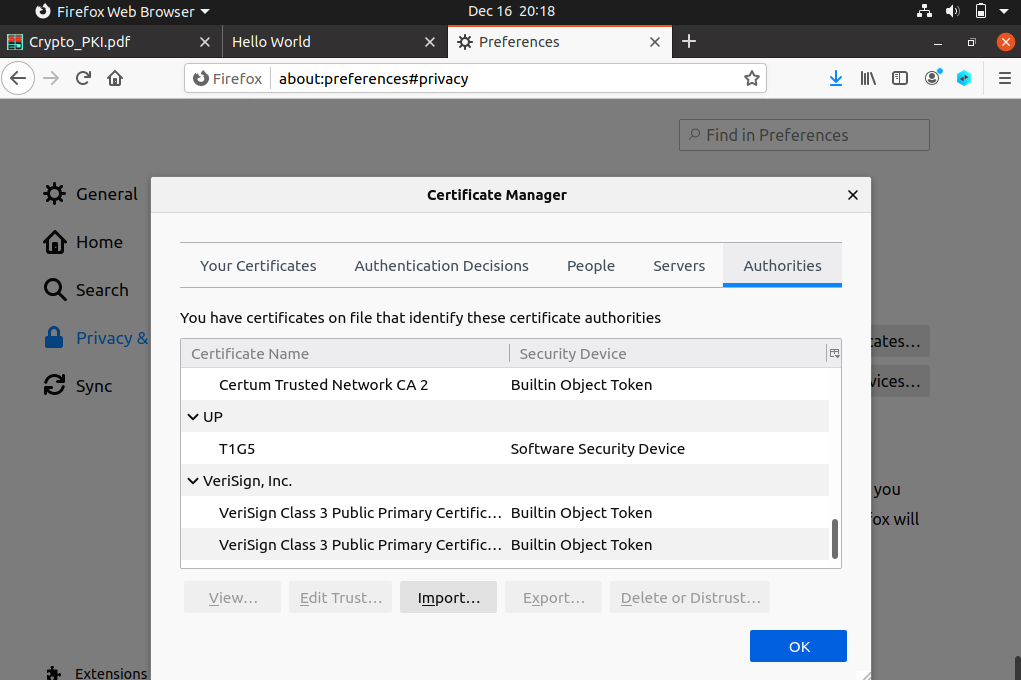 Firefox Web Browser
Dec 16 20:18
Crypto_PKI.pdf
Hello World
Preferences
Firefox
about:preferences#privacy
Find in Preferences
General
Home
Search
Privacy &
Sync
Extensions
Certificate Manager
Your Certificates
Authentication Decisions
People
Servers
Authorities
You have certificates on file that identify these certificate authorities
Certificate Name
Security Device
Certum Trusted Network CA 2
Builtin Object Token
UP
T1G5
Software Security Device
VeriSign, Inc.
VeriSign Class 3 Public Primary Certific...
Builtin Object Token
VeriSign Class 3 Public Primary Certific...
Builtin Object Token
View...
Edit Trust...
Import...
Export...
Delete or Distrust...
OK
cates...
vices...
you
fox will